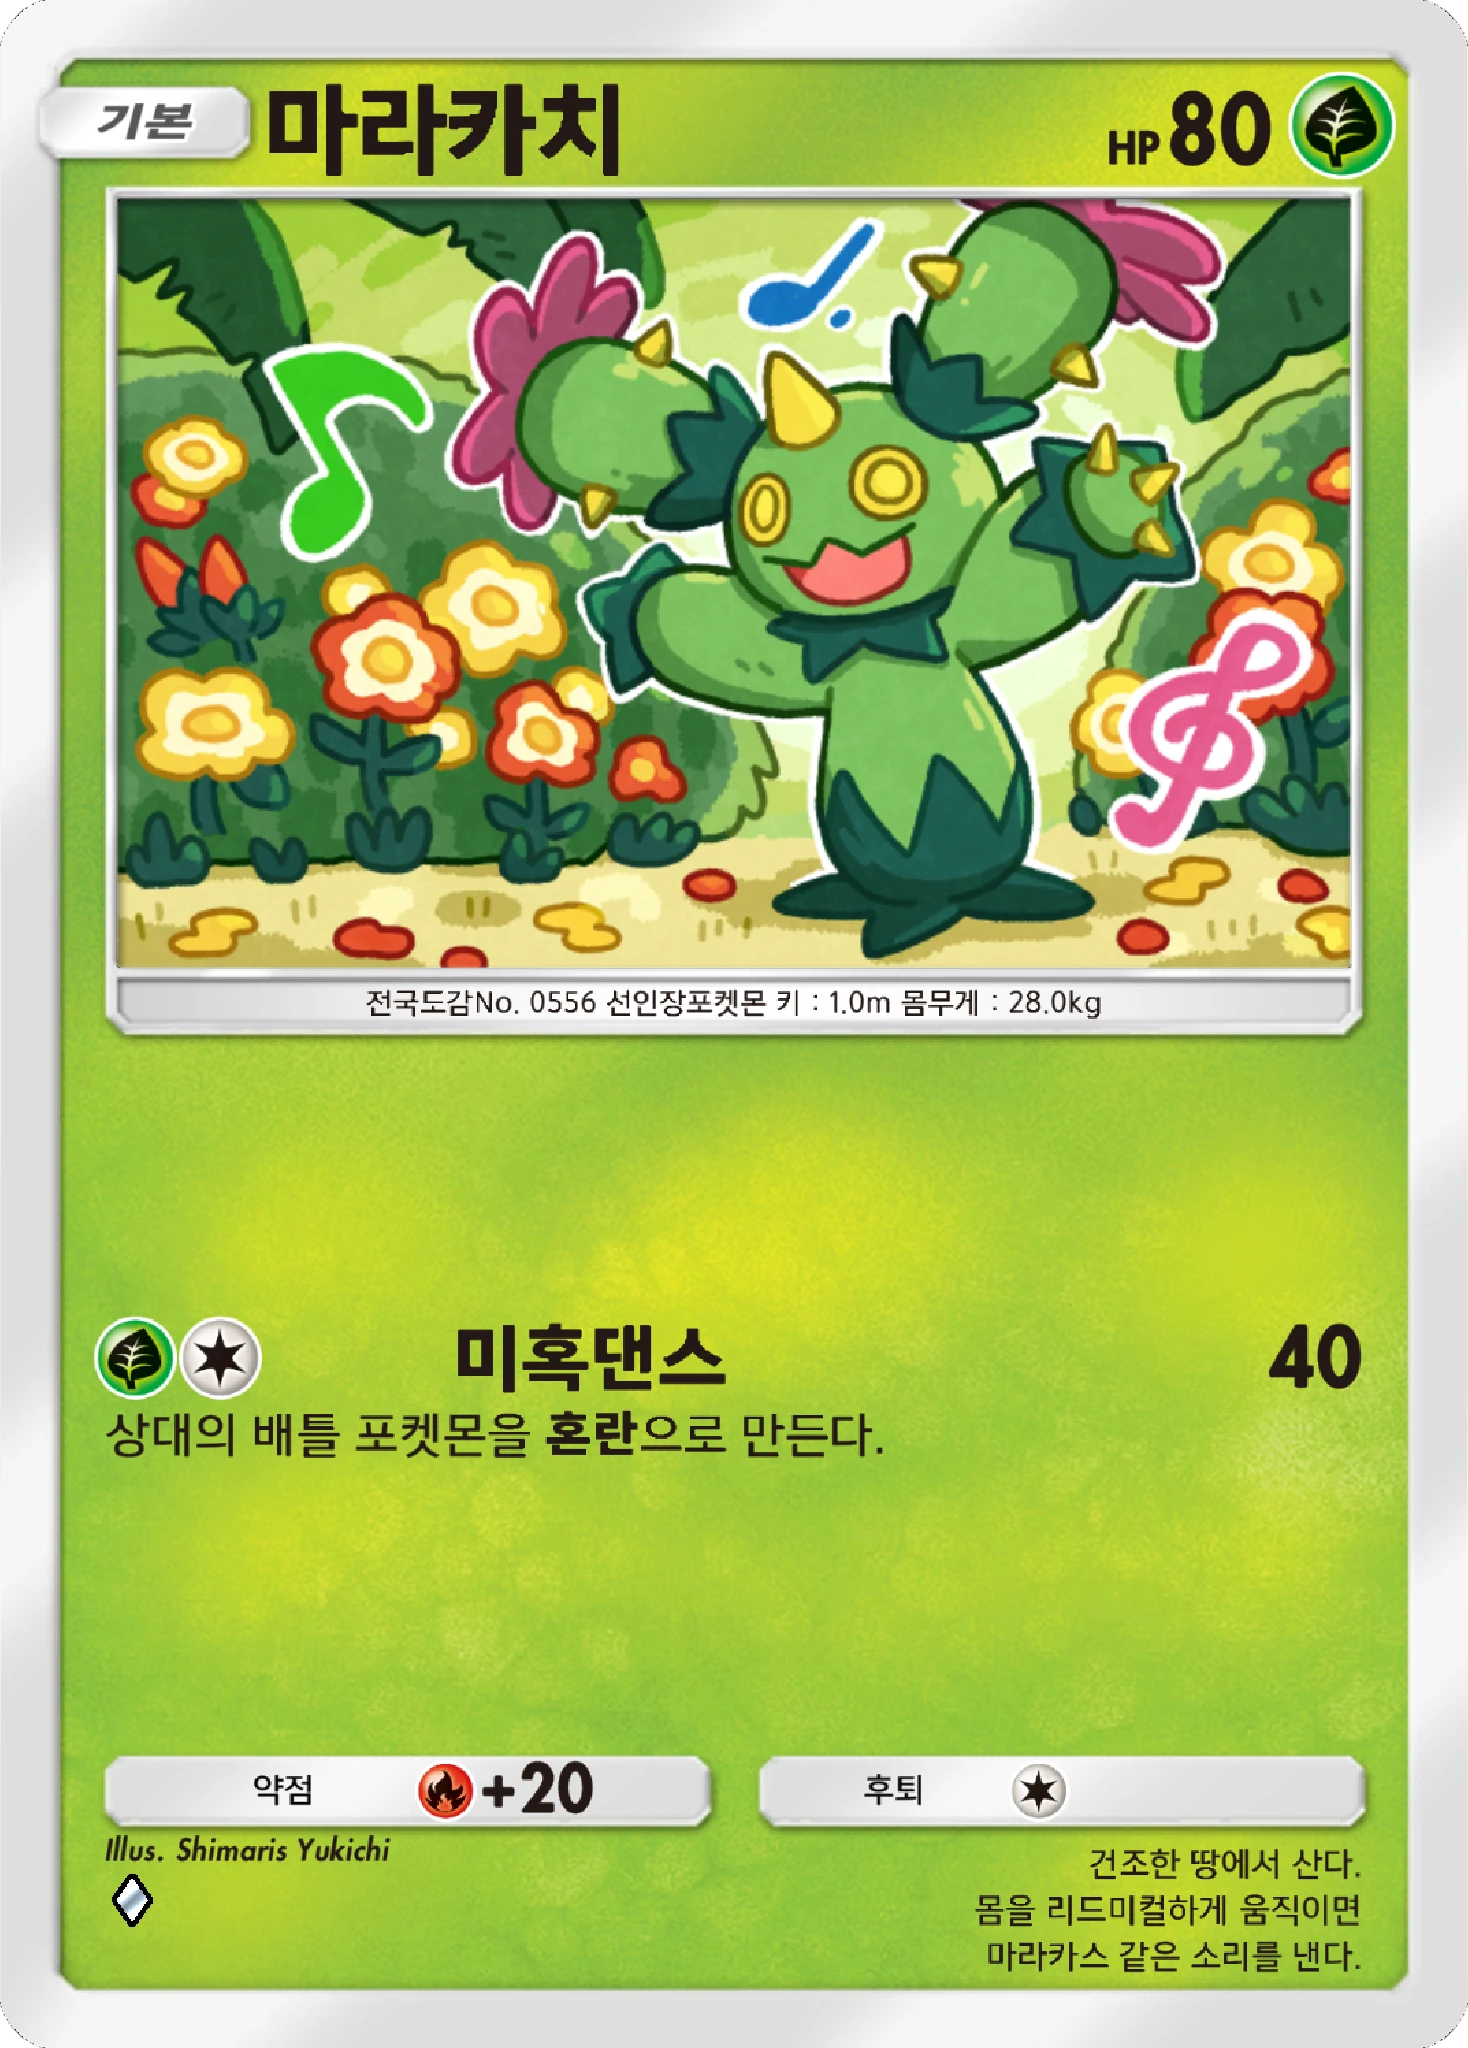 기본 마라카치 HP 80
전국도감No. 0556 선인장포켓몬 키 : 1.0m 몸무게 : 28.0kg
미혹댄스 40
상대의 배틀 포켓몬을 혼란으로 만든다.
약점 +20 후퇴
Illus. Shimaris Yukichi
건조한 땅에서 산다.
몸을 리드미컬하게 움직이면
마라카스 같은 소리를 낸다.